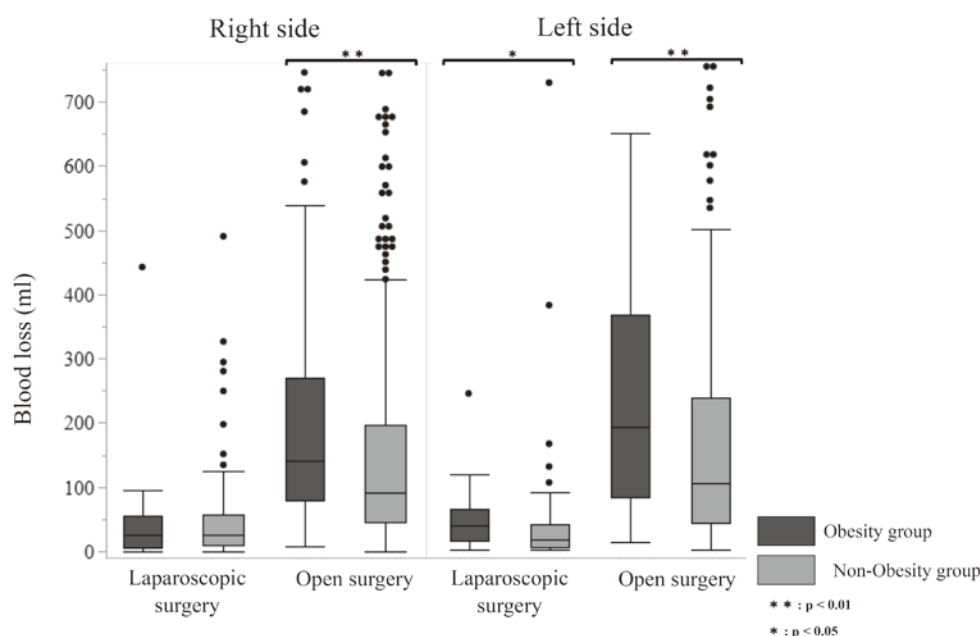 Right side
Left side
* *
*
* *
Blood loss (ml)
700
600
500
400
300
200
100
0
Laparoscopic
surgery
Open surgery
Laparoscopic
surgery
Open surgery
Obesity group
Non-Obesity group
* * : p < 0.01
* : p < 0.05